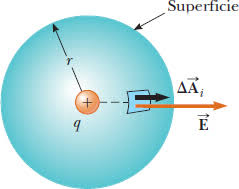 Superficie
r
ΔA⃗ᵢ
+
q
E⃗